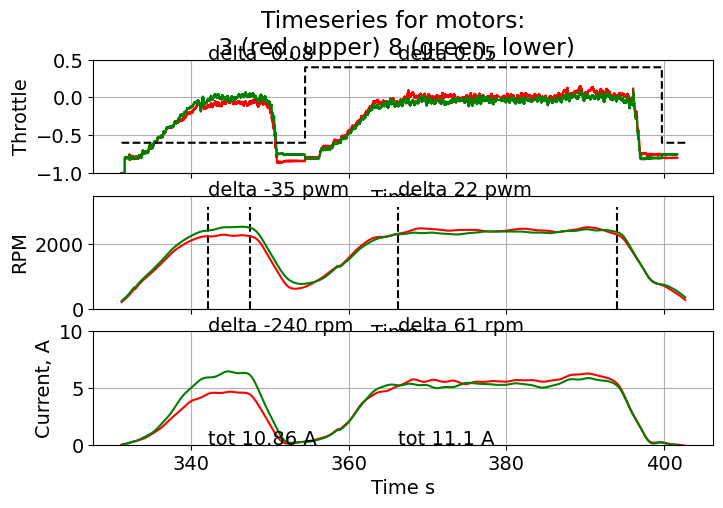 Timeseries for motors:
3 (red, upper) 8 (green, lower)
delta -0.08
delta 0.05
0.5
0.0
−0.5
−1.0
Throttle
delta -35 pwm
delta 22 pwm
2000
0
RPM
delta -240 rpm
delta 61 rpm
10
5
0
Current, A
tot 10.86 A
tot 11.1 A
340
360
380
400
Time s